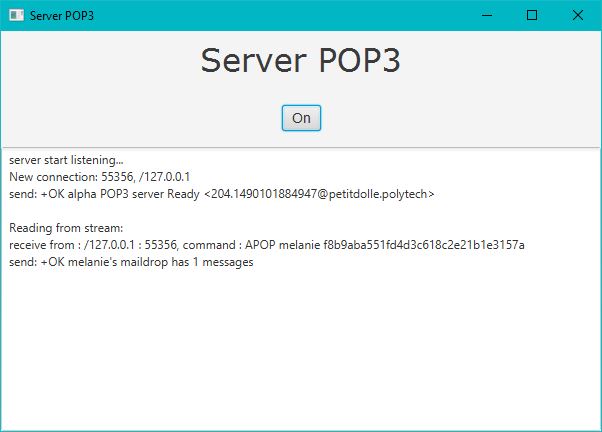 Server POP3
Server POP3
On
server start listening...
New connection: 55356, /127.0.0.1
send: +OK alpha POP3 server Ready <204.1490101884947@petitdolle.polytech>
Reading from stream:
receive from : /127.0.0.1 : 55356, command : APOP melanie f8b9aba551fd4d3c618c2e21b1e3157a
send: +OK melanie's maildrop has 1 messages